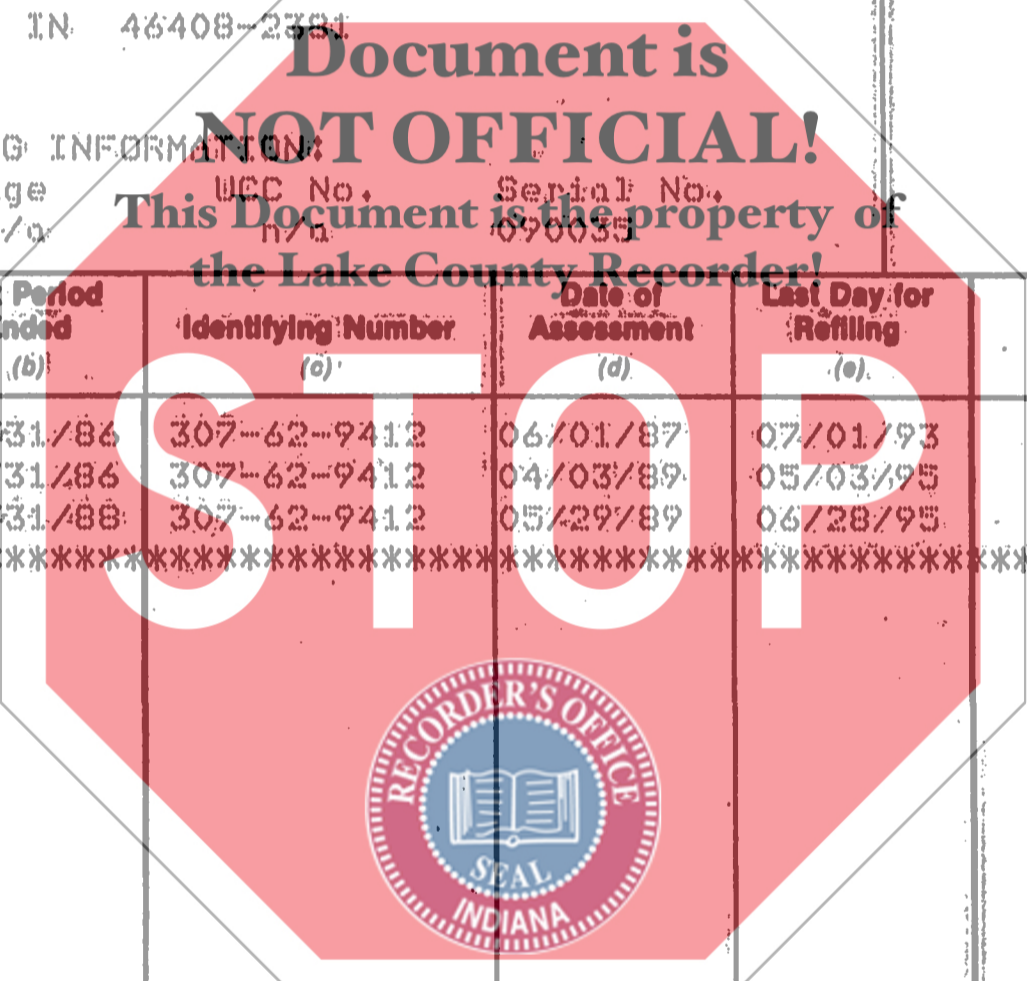 IN 46408-2381
Document is
NOT OFFICIAL!
G INFORMATION:
ge UCC No. Serial No.
This Document is the property of
/a n/a 090035
the Lake County Recorder!
Period
nded
(b)
Identifying Number
(c)
Date of
Assessment
(d)
Last Day for
Refiling
(e)
31/86 307-62-9412 06/01/87 07/01/93
31/86 307-62-9412 04/03/89 05/03/95
31/88 307-62-9412 05/29/89 06/28/95
STOP
RECORDER'S OFFICE
SEAL
INDIANA